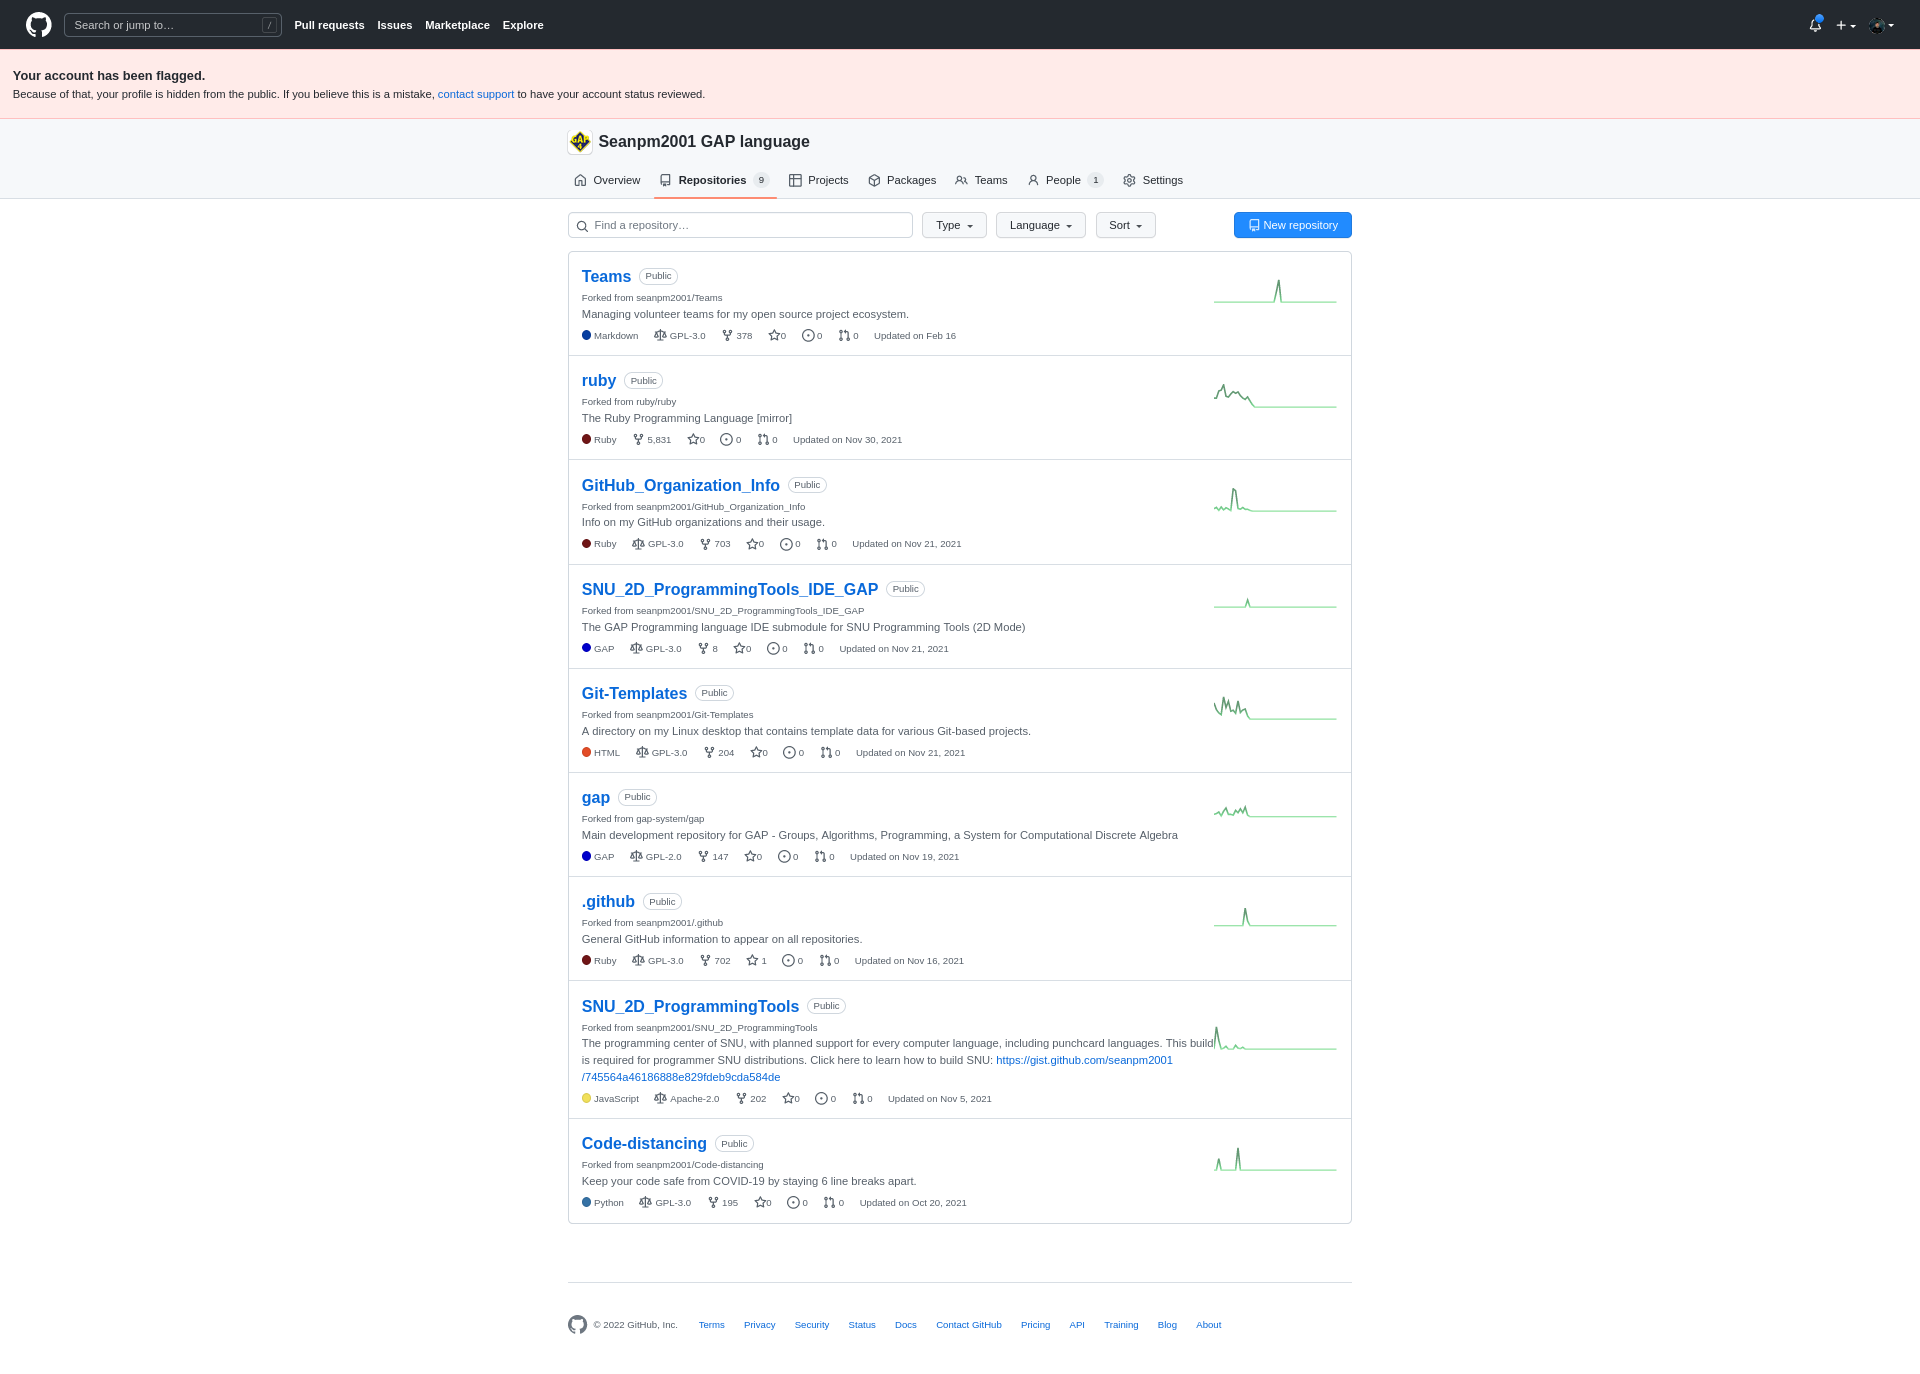 Search or jump to… /
Pull requests Issues Marketplace Explore
Your account has been flagged.
Because of that, your profile is hidden from the public. If you believe this is a mistake, contact support to have your account status reviewed.
GAP 4
Seanpm2001 GAP language
Overview Repositories 9 Projects Packages Teams People 1 Settings
Find a repository… Type Language Sort New repository
Teams Public
Forked from seanpm2001/Teams
Managing volunteer teams for my open source project ecosystem.
Markdown GPL-3.0 378 0 0 0 Updated on Feb 16
ruby Public
Forked from ruby/ruby
The Ruby Programming Language [mirror]
Ruby 5,831 0 0 0 Updated on Nov 30, 2021
GitHub_Organization_Info Public
Forked from seanpm2001/GitHub_Organization_Info
Info on my GitHub organizations and their usage.
Ruby GPL-3.0 703 0 0 0 Updated on Nov 21, 2021
SNU_2D_ProgrammingTools_IDE_GAP Public
Forked from seanpm2001/SNU_2D_ProgrammingTools_IDE_GAP
The GAP Programming language IDE submodule for SNU Programming Tools (2D Mode)
GAP GPL-3.0 8 0 0 0 Updated on Nov 21, 2021
Git-Templates Public
Forked from seanpm2001/Git-Templates
A directory on my Linux desktop that contains template data for various Git-based projects.
HTML GPL-3.0 204 0 0 0 Updated on Nov 21, 2021
gap Public
Forked from gap-system/gap
Main development repository for GAP - Groups, Algorithms, Programming, a System for Computational Discrete Algebra
GAP GPL-2.0 147 0 0 0 Updated on Nov 19, 2021
.github Public
Forked from seanpm2001/.github
General GitHub information to appear on all repositories.
Ruby GPL-3.0 702 1 0 0 Updated on Nov 16, 2021
SNU_2D_ProgrammingTools Public
Forked from seanpm2001/SNU_2D_ProgrammingTools
The programming center of SNU, with planned support for every computer language, including punchcard languages. This build
is required for programmer SNU distributions. Click here to learn how to build SNU: https://gist.github.com/seanpm2001
/745564a46186888e829fdeb9cda584de
JavaScript Apache-2.0 202 0 0 0 Updated on Nov 5, 2021
Code-distancing Public
Forked from seanpm2001/Code-distancing
Keep your code safe from COVID-19 by staying 6 line breaks apart.
Python GPL-3.0 195 0 0 0 Updated on Oct 20, 2021
© 2022 GitHub, Inc. Terms Privacy Security Status Docs Contact GitHub Pricing API Training Blog About